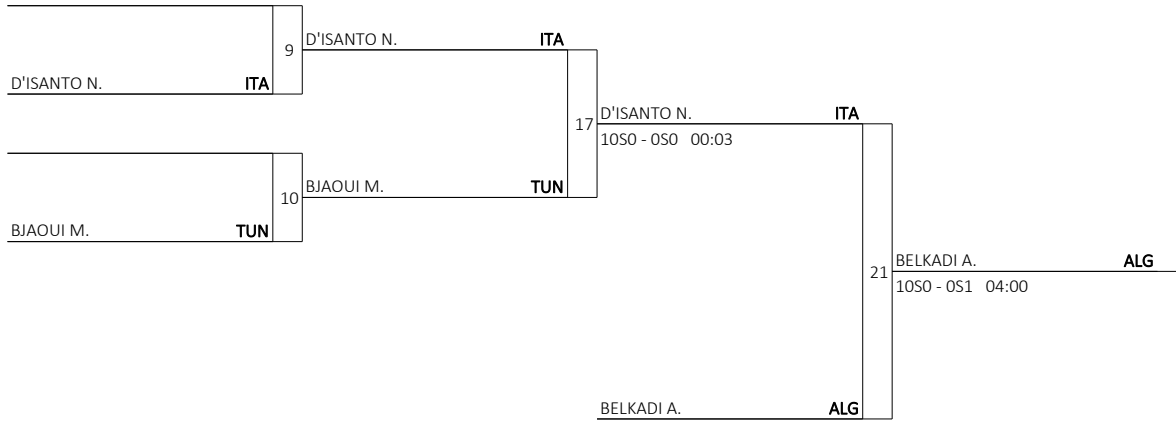 9
D'ISANTO N. ITA
D'ISANTO N. ITA
17
D'ISANTO N. ITA
10S0 - 0S0 00:03
10
BJAOUI M. TUN
BJAOUI M. TUN
21
BELKADI A. ALG
10S0 - 0S1 04:00
BELKADI A. ALG